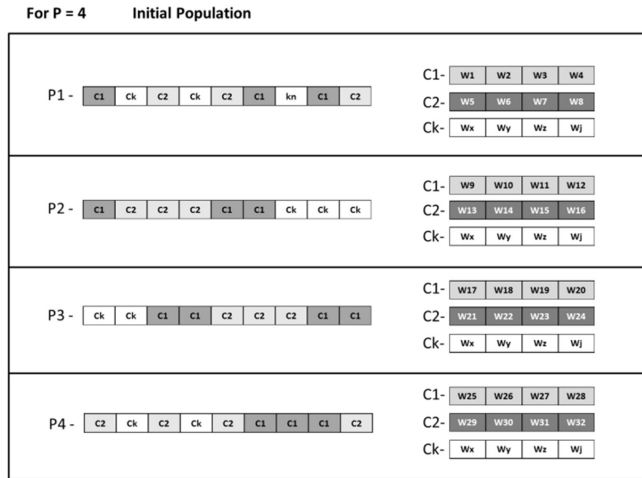 For P = 4 Initial Population
P1 - C1 Ck C2 Ck C2 C1 kn C1 C2
C1- W1 W2 W3 W4
C2- W5 W6 W7 W8
Ck- Wx Wy Wz Wj
P2 - C1 C2 C2 C2 C1 C1 Ck Ck Ck
C1- W9 W10 W11 W12
C2- W13 W14 W15 W16
Ck- Wx Wy Wz Wj
P3 - Ck Ck C1 C1 C2 C2 C2 C1 C1
C1- W17 W18 W19 W20
C2- W21 W22 W23 W24
Ck- Wx Wy Wz Wj
P4 - C2 Ck C2 Ck C2 C1 C1 C1 C2
C1- W25 W26 W27 W28
C2- W29 W30 W31 W32
Ck- Wx Wy Wz Wj